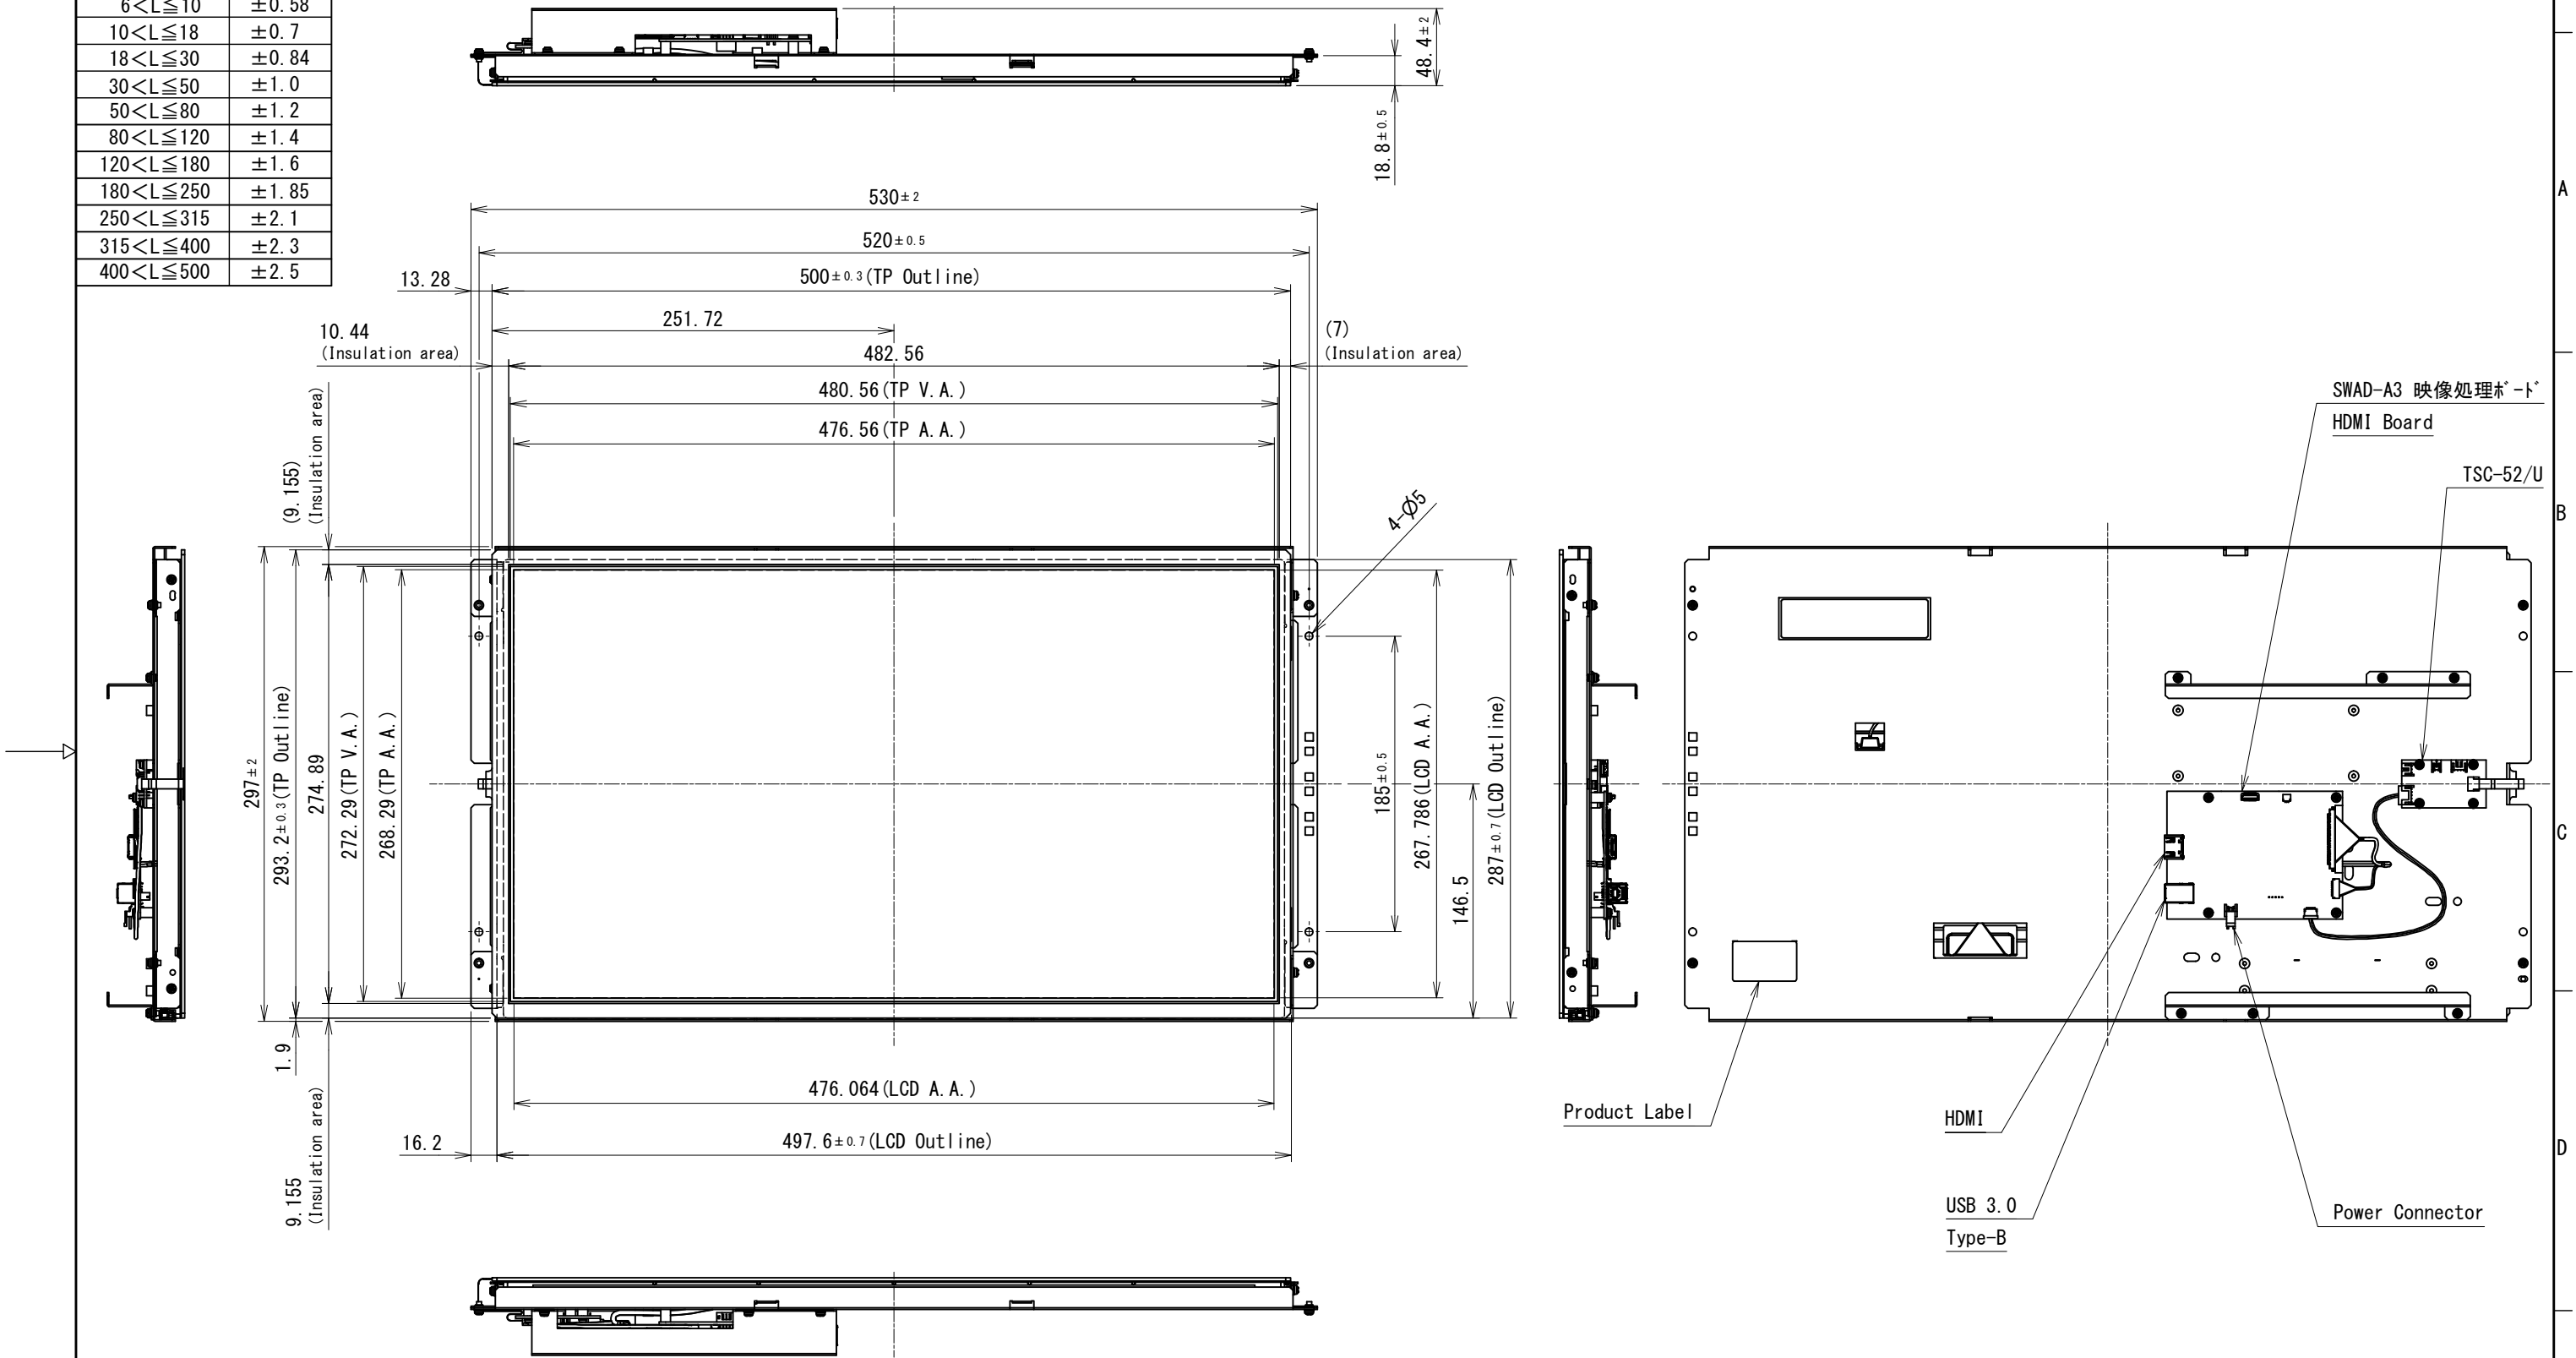 6<L≦10 ±0.58
10<L≦18 ±0.7
18<L≦30 ±0.84
30<L≦50 ±1.0
50<L≦80 ±1.2
80<L≦120 ±1.4
120<L≦180 ±1.6
180<L≦250 ±1.85
250<L≦315 ±2.1
315<L≦400 ±2.3
400<L≦500 ±2.5
48.4±2
18.8±0.5
530±2
520±0.5
13.28
500±0.3(TP Outline)
251.72
10.44
(Insulation area)
482.56
(7)
(Insulation area)
480.56(TP V.A.)
476.56(TP A.A.)
(9.155)
(Insulation area)
4-Ø5
297±2
293.2±0.3(TP Outline)
274.89
272.29(TP V.A.)
268.29(TP A.A.)
185±0.5
267.786(LCD A.A.)
146.5
287±0.7(LCD Outline)
1.9
9.155
(Insulation area)
476.064(LCD A.A.)
16.2
497.6±0.7(LCD Outline)
SWAD-A3 映像処理ﾎﾞｰﾄﾞ
HDMI Board
TSC-52/U
Product Label
HDMI
USB 3.0
Type-B
Power Connector
A
B
C
D